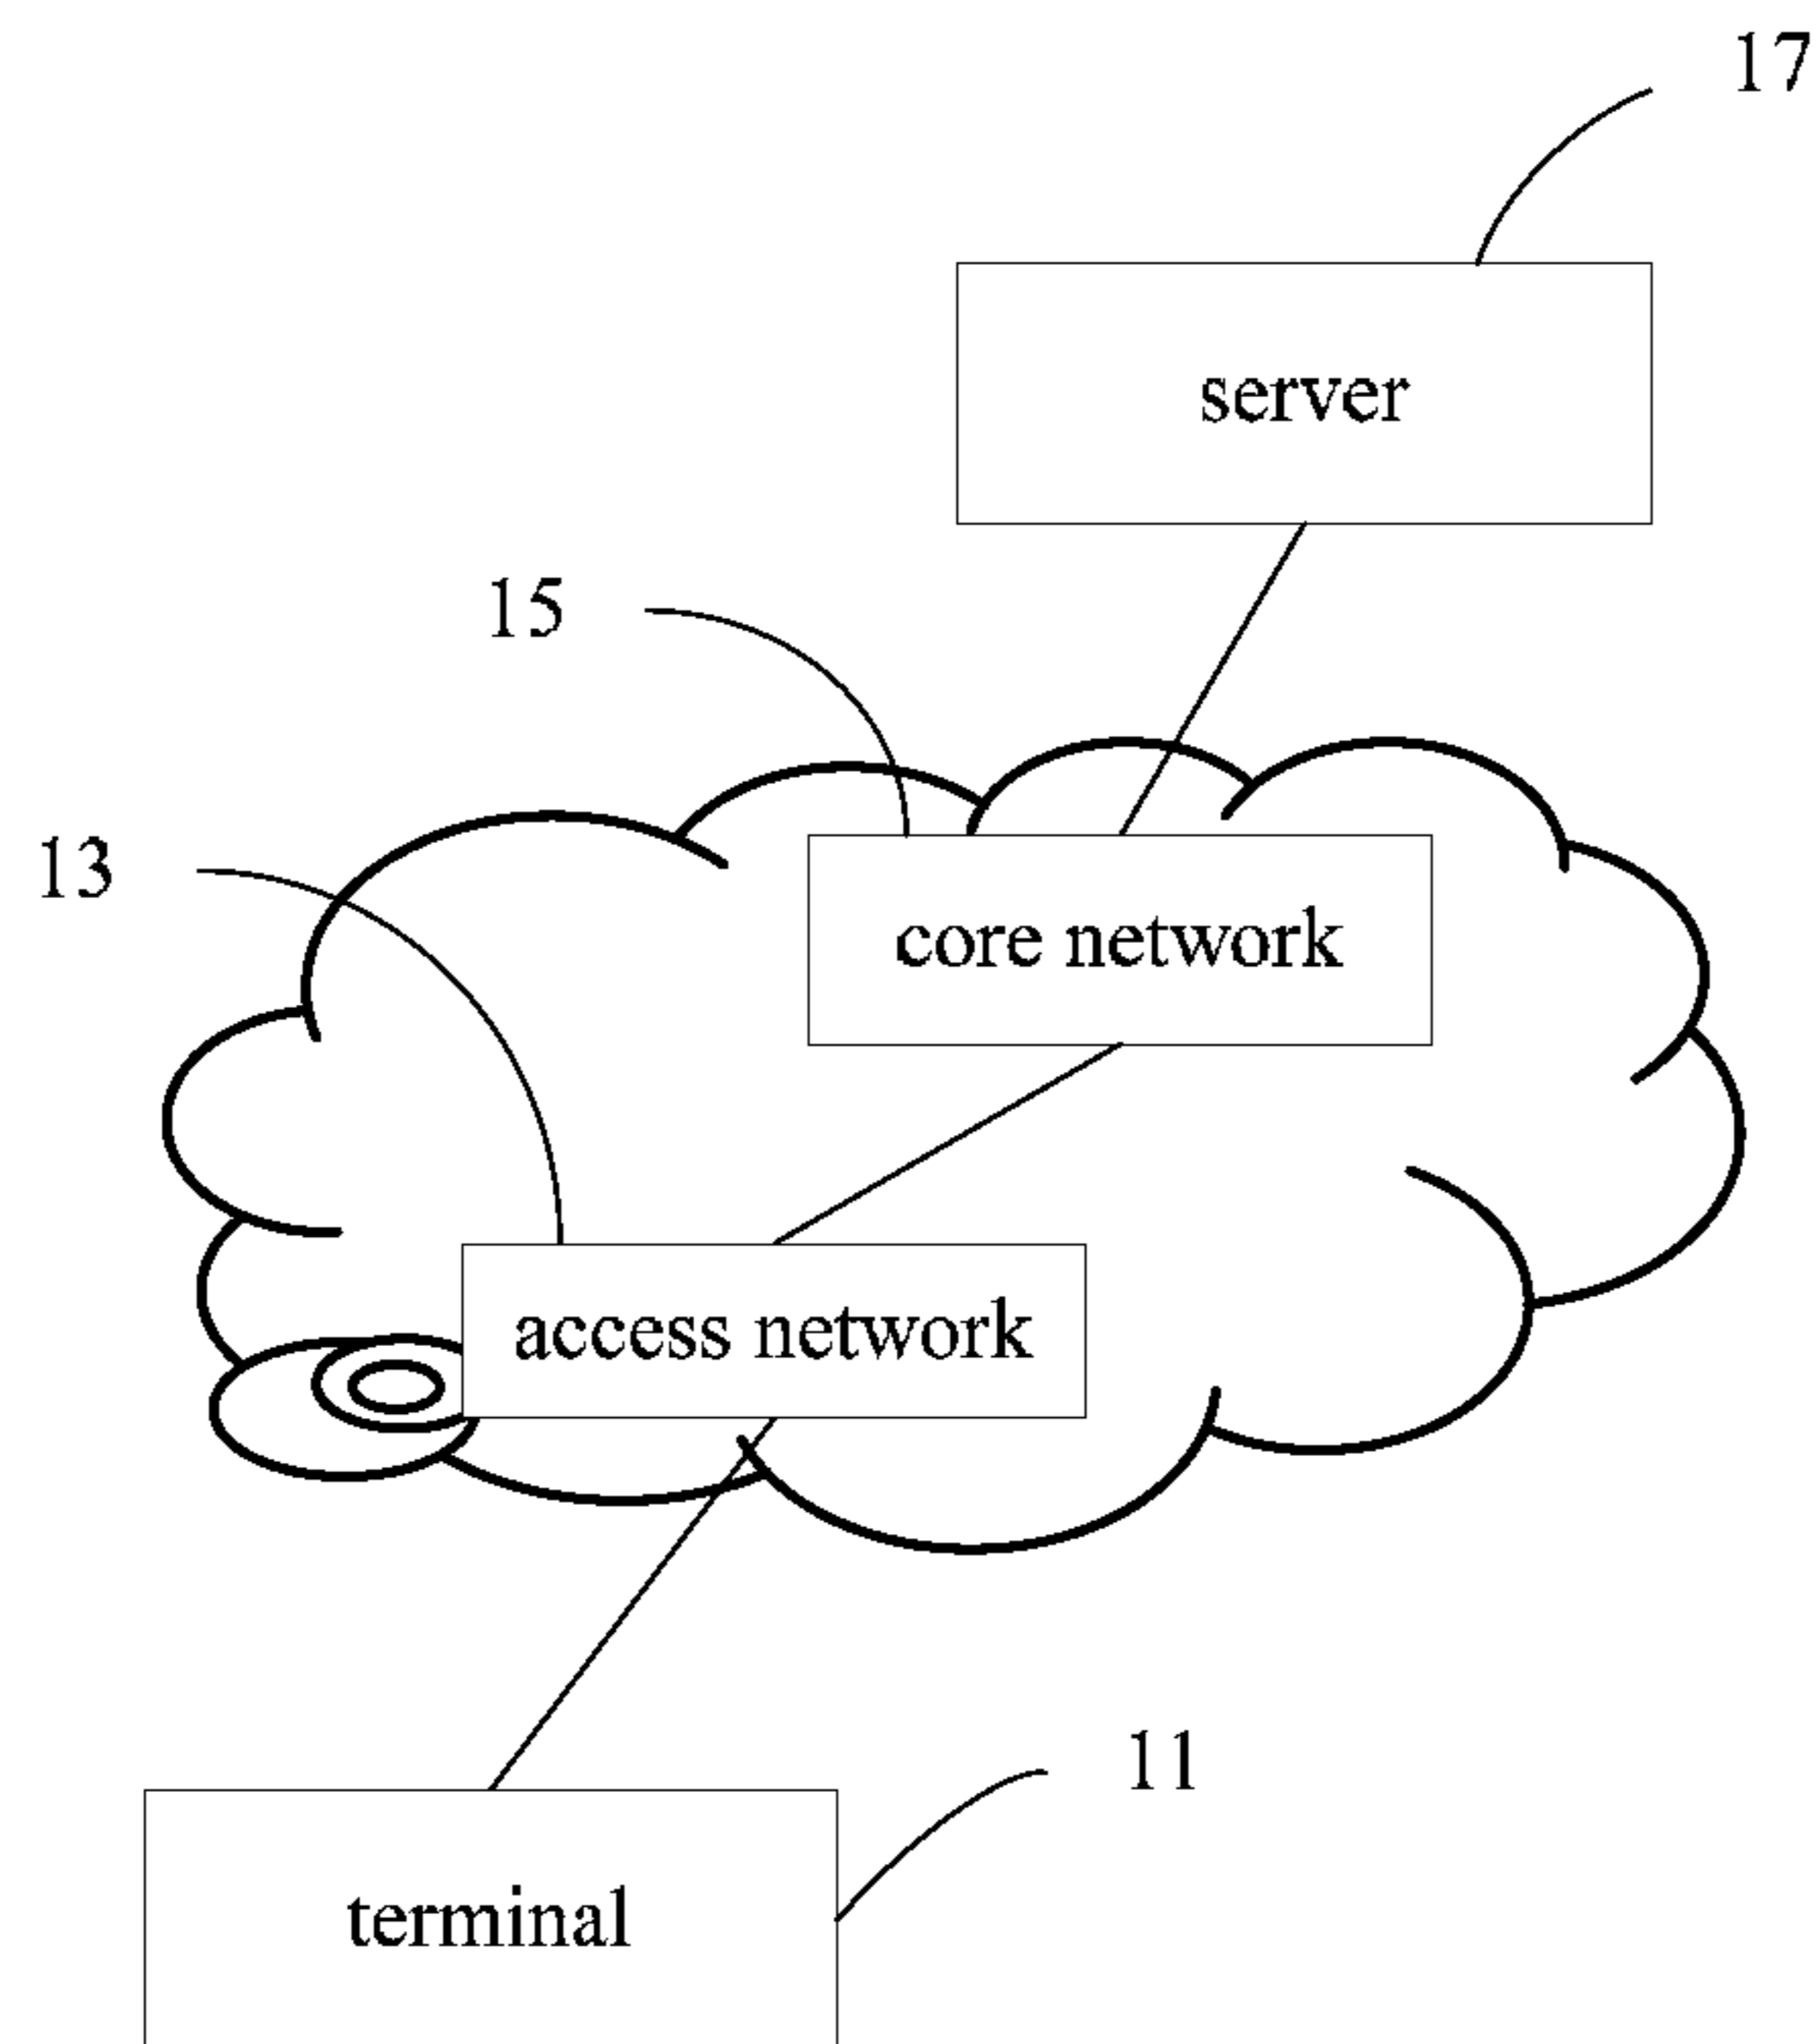 17
server
15
13
core network
access network
11
terminal